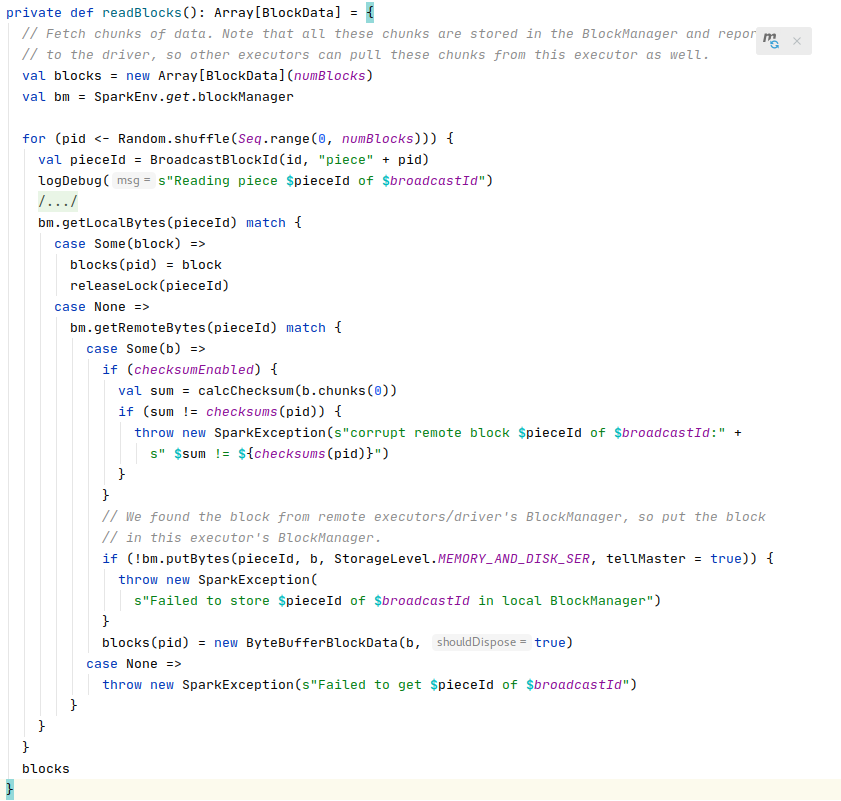 private def readBlocks(): Array[BlockData] = {
  // Fetch chunks of data. Note that all these chunks are stored in the BlockManager and repor
  // to the driver, so other executors can pull these chunks from this executor as well.
  val blocks = new Array[BlockData](numBlocks)
  val bm = SparkEnv.get.blockManager

  for (pid <- Random.shuffle(Seq.range(0, numBlocks))) {
    val pieceId = BroadcastBlockId(id, "piece" + pid)
    logDebug( msg = s"Reading piece $pieceId of $broadcastId")
    /.../
    bm.getLocalBytes(pieceId) match {
      case Some(block) =>
        blocks(pid) = block
        releaseLock(pieceId)
      case None =>
        bm.getRemoteBytes(pieceId) match {
          case Some(b) =>
            if (checksumEnabled) {
              val sum = calcChecksum(b.chunks(0))
              if (sum != checksums(pid)) {
                throw new SparkException(s"corrupt remote block $pieceId of $broadcastId:" +
                  s" $sum != ${checksums(pid)}")
              }
            }
            // We found the block from remote executors/driver's BlockManager, so put the block
            // in this executor's BlockManager.
            if (!bm.putBytes(pieceId, b, StorageLevel.MEMORY_AND_DISK_SER, tellMaster = true)) {
              throw new SparkException(
                s"Failed to store $pieceId of $broadcastId in local BlockManager")
            }
            blocks(pid) = new ByteBufferBlockData(b, shouldDispose = true)
          case None =>
            throw new SparkException(s"Failed to get $pieceId of $broadcastId")
        }
    }
  }
  blocks
}